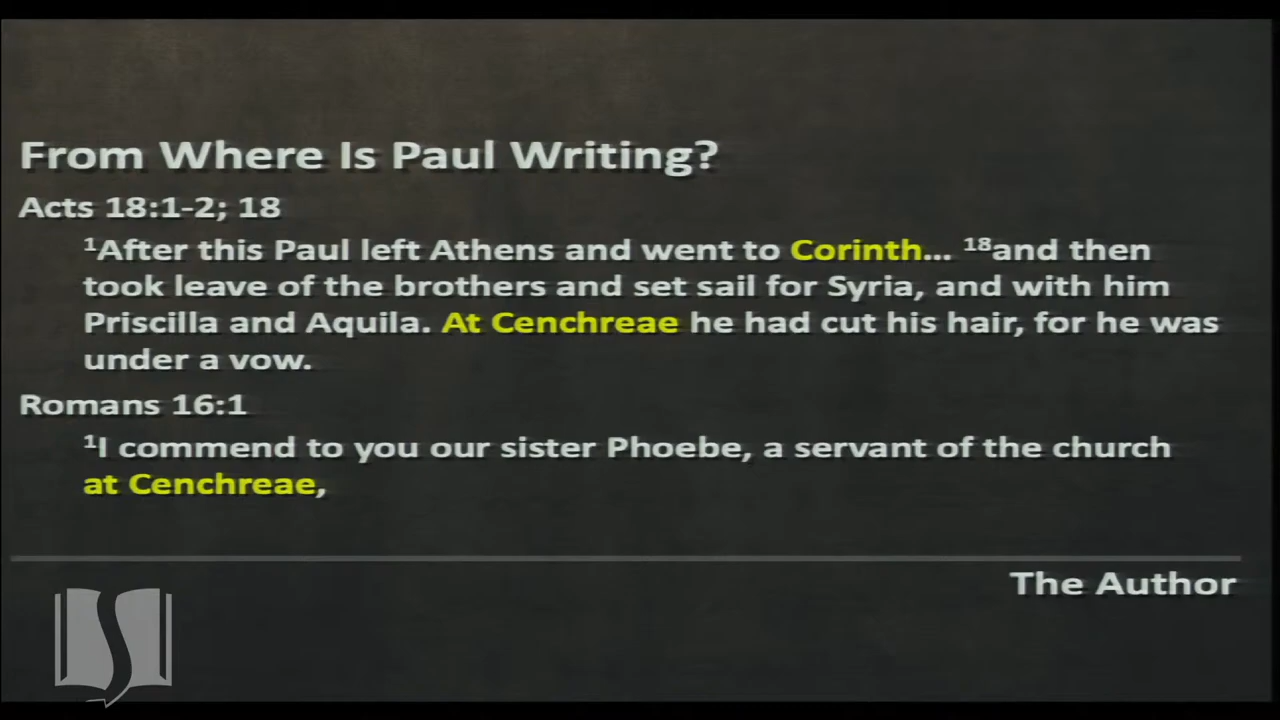 From Where Is Paul Writing?
Acts 18:1-2; 18
¹After this Paul left Athens and went to Corinth... ¹⁸and then
took leave of the brothers and set sail for Syria, and with him
Priscilla and Aquila. At Cenchreae he had cut his hair, for he was
under a vow.
Romans 16:1
¹I commend to you our sister Phoebe, a servant of the church
at Cenchreae,
The Author